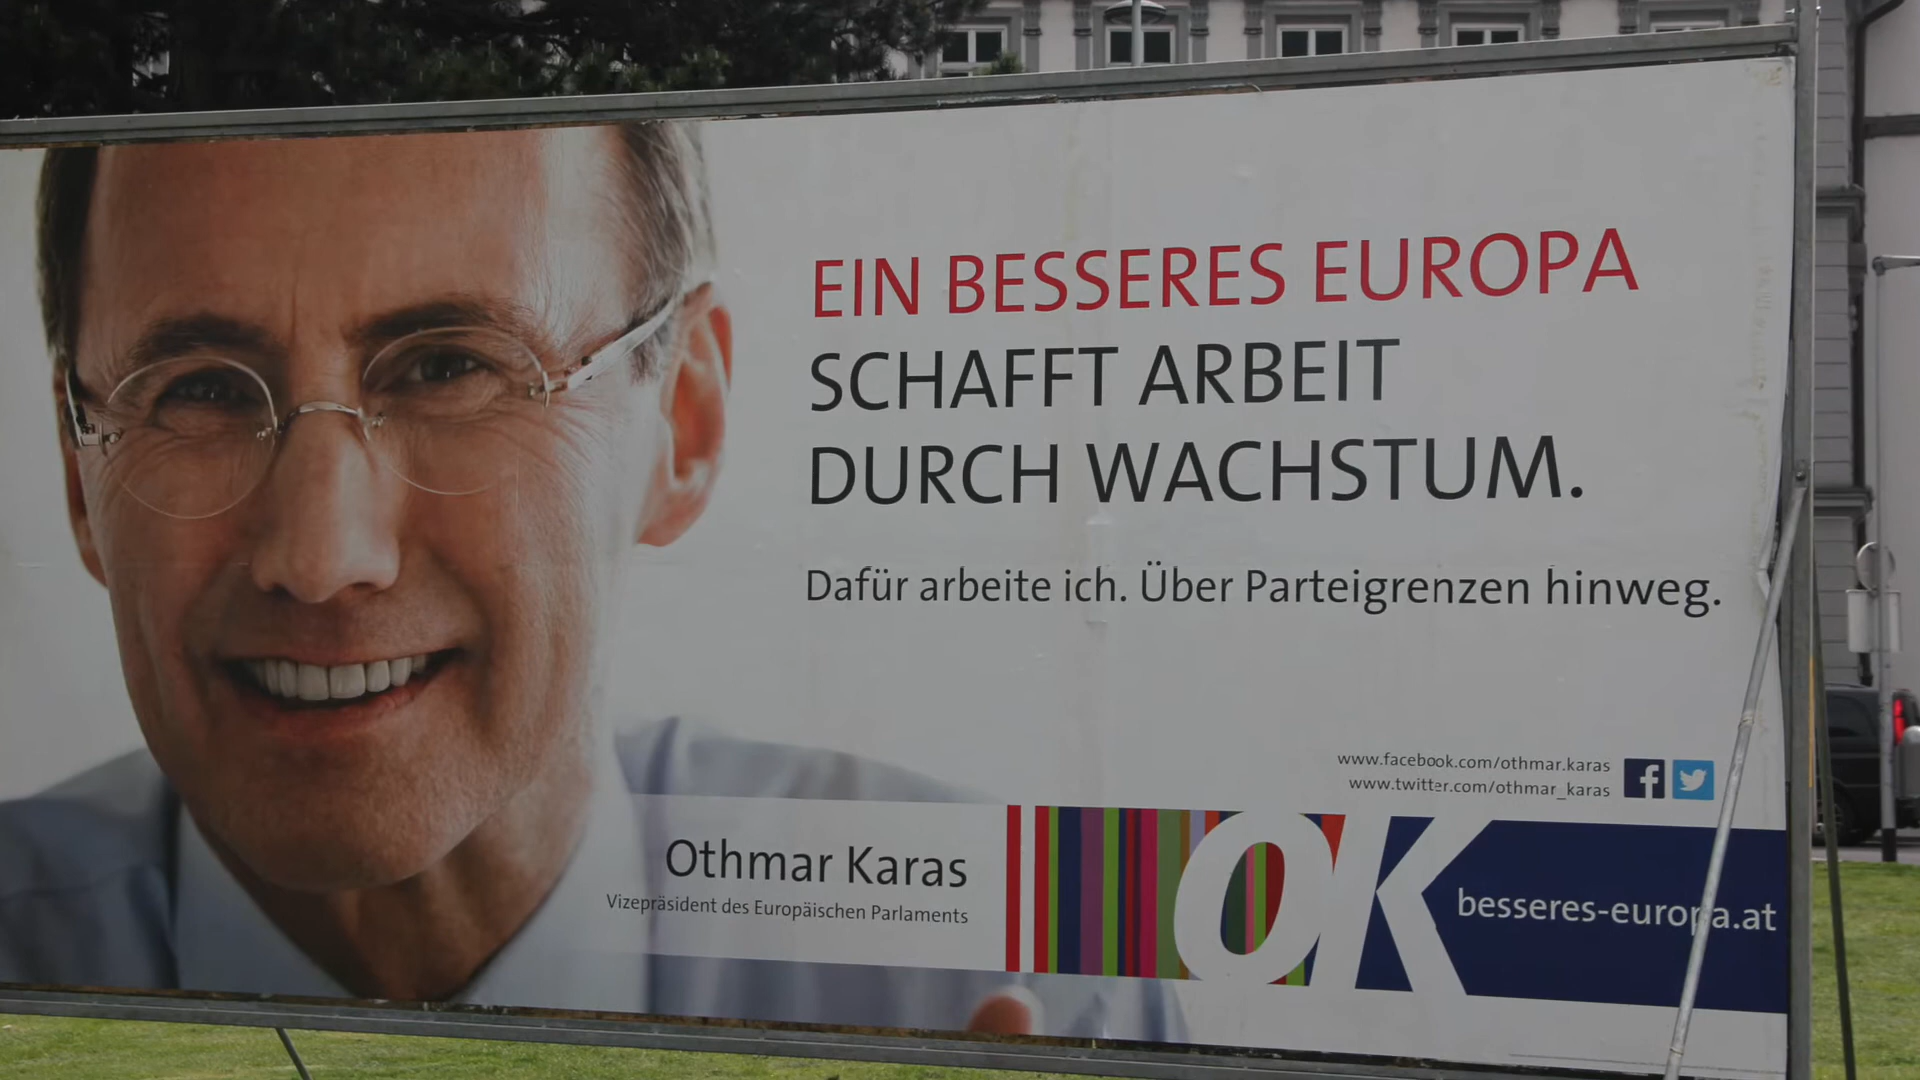 EIN BESSERES EUROPA
SCHAFFT ARBEIT
DURCH WACHSTUM.
Dafür arbeite ich. Über Parteigrenzen hinweg.
www.facebook.com/othmar.karas
www.twitter.com/othmar_karas
Othmar Karas
Vizepräsident des Europäischen Parlaments
OK
besseres-europa.at